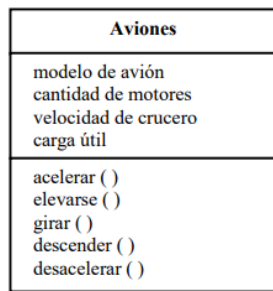 Aviones
modelo de avión
cantidad de motores
velocidad de crucero
carga útil
acelerar ( )
elevarse ( )
girar ( )
descender ( )
desacelerar ( )